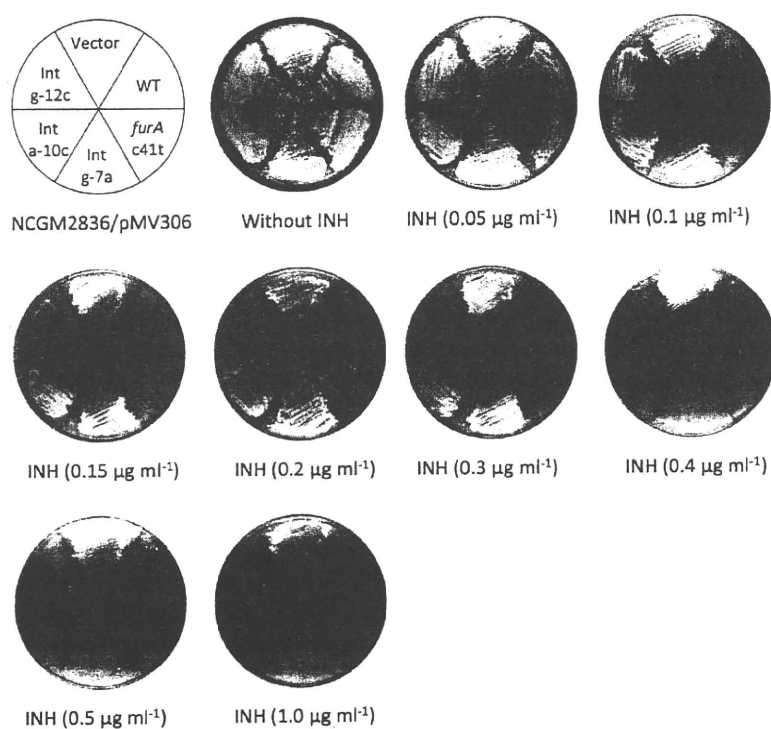 Vector
Int
g-12c
WT
Int
a-10c
furA
c41t
Int
g-7a
NCGM2836/pMV306
Without INH
INH (0.05 µg ml⁻¹)
INH (0.1 µg ml⁻¹)
INH (0.15 µg ml⁻¹)
INH (0.2 µg ml⁻¹)
INH (0.3 µg ml⁻¹)
INH (0.4 µg ml⁻¹)
INH (0.5 µg ml⁻¹)
INH (1.0 µg ml⁻¹)